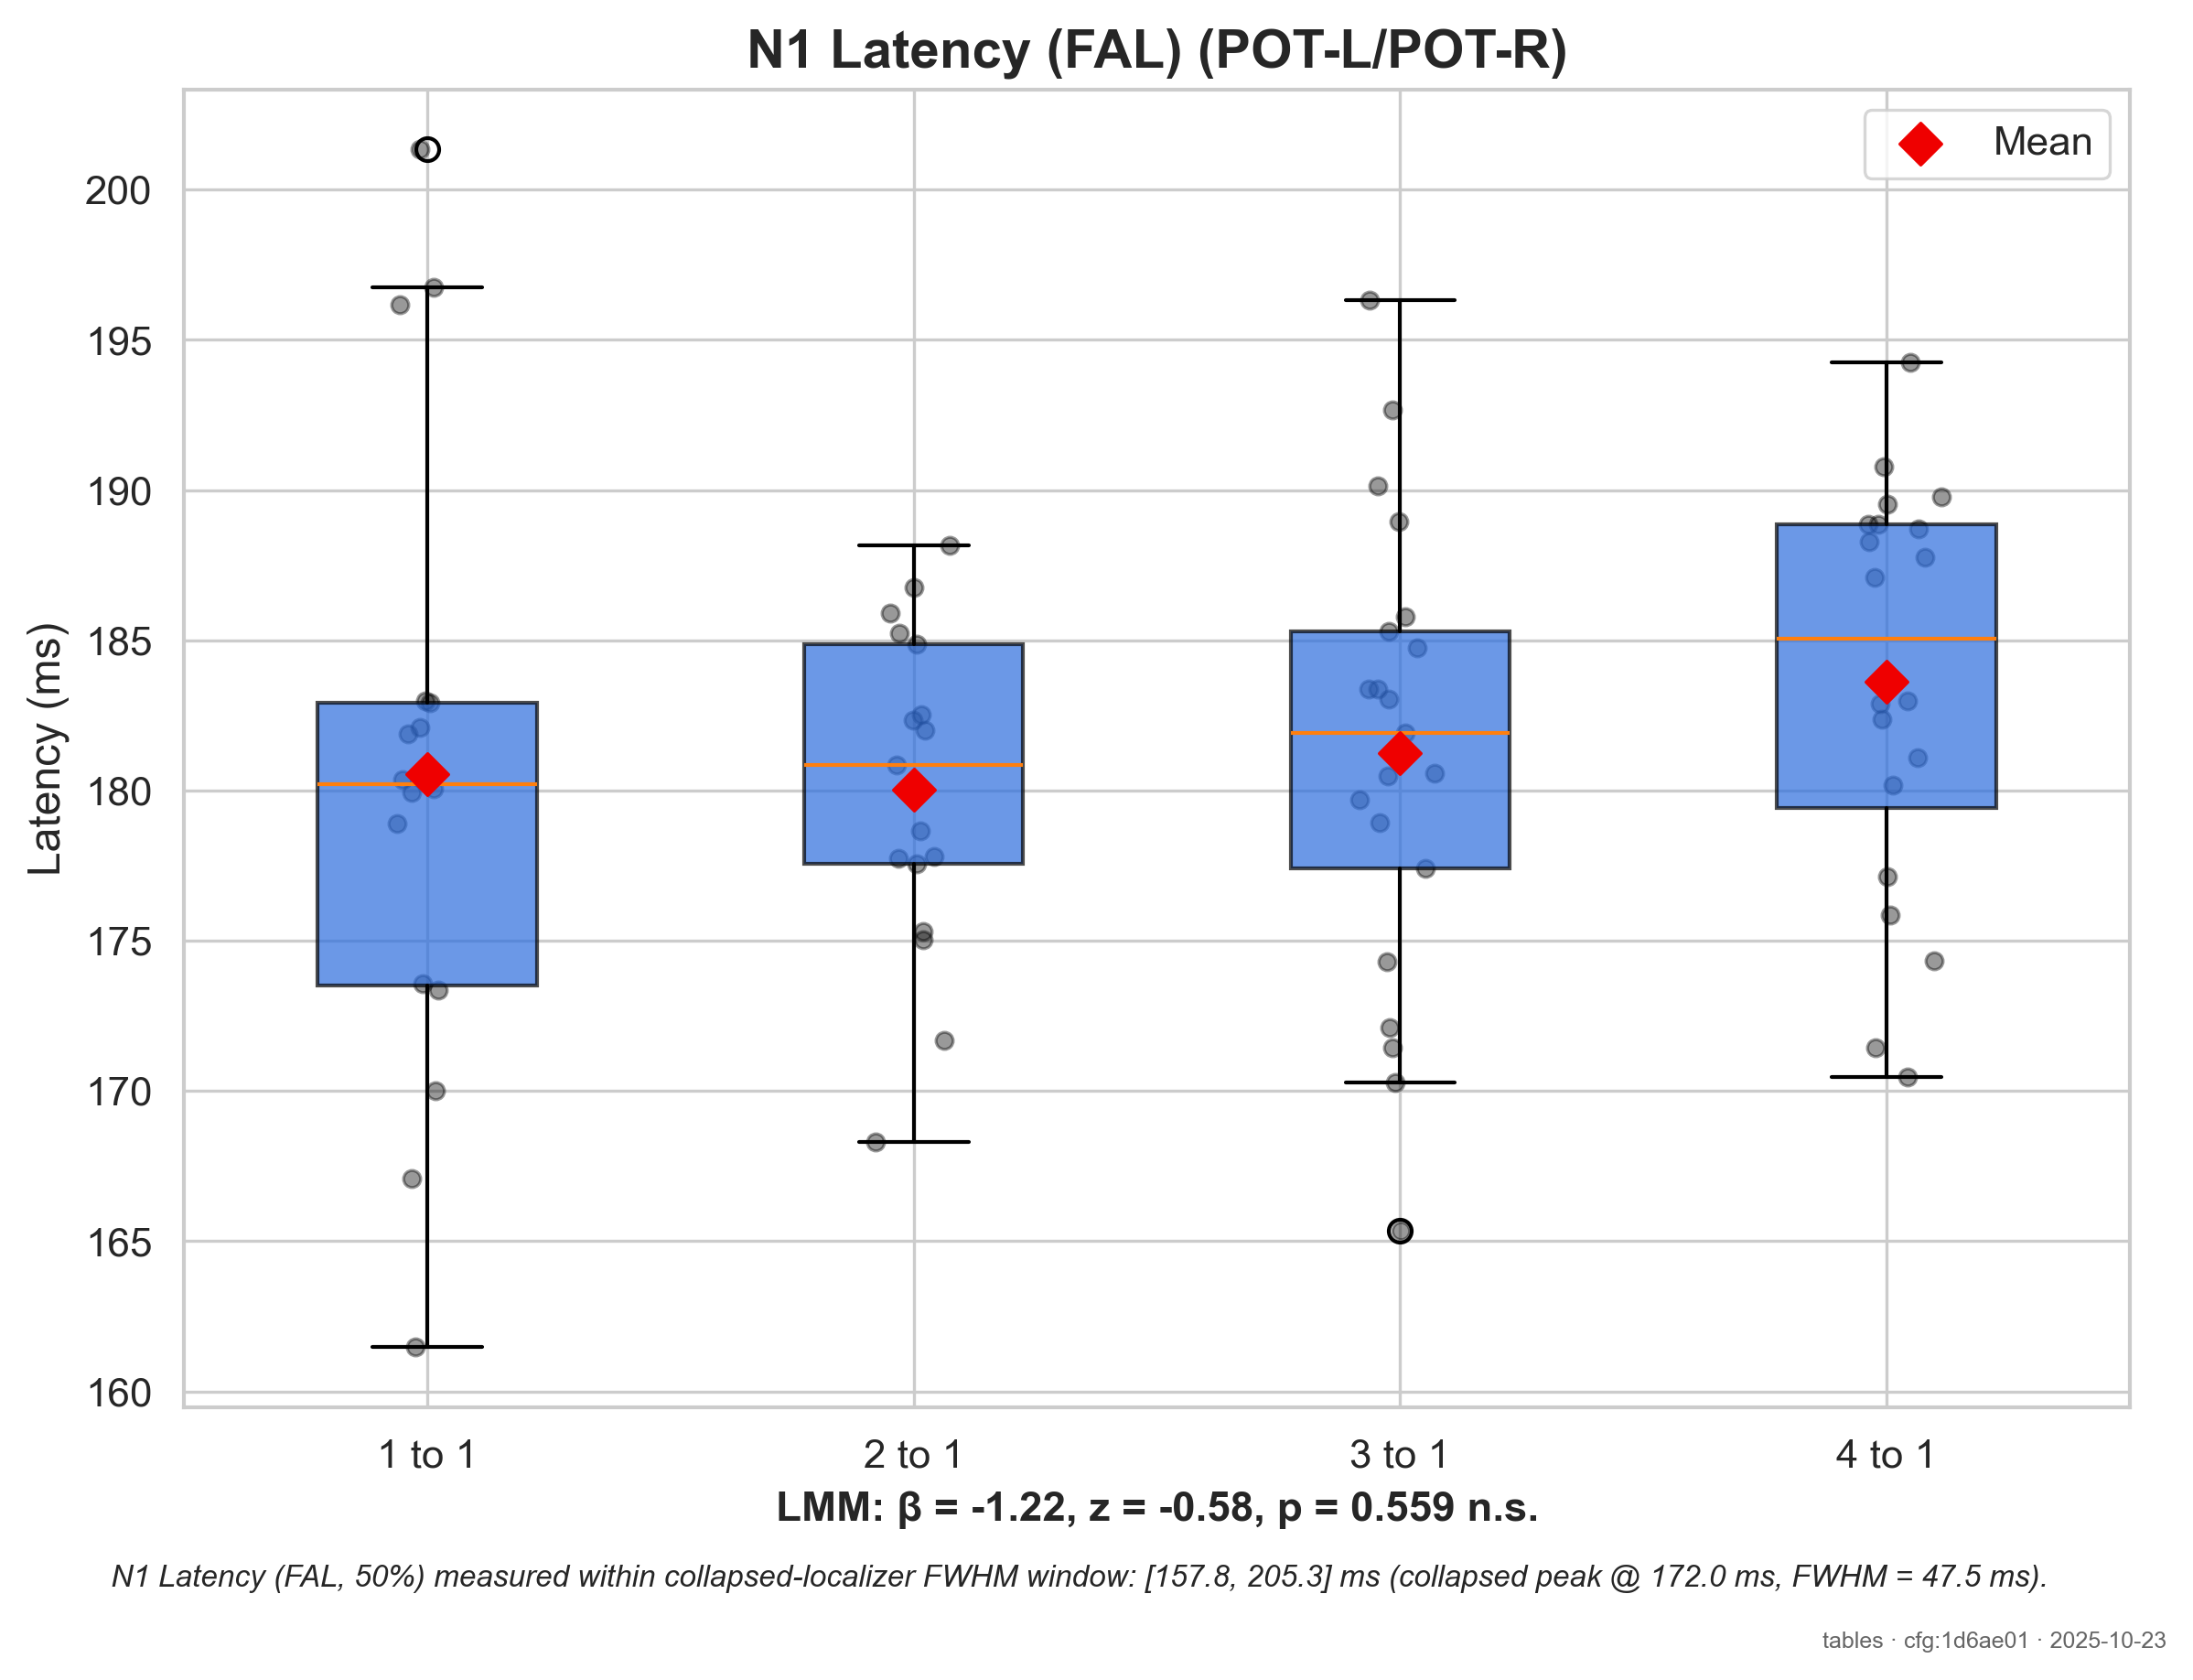 N1 Latency (FAL) (POT-L/POT-R)
Mean
200
195
190
185
180
175
170
165
160
Latency (ms)
1 to 1
2 to 1
3 to 1
4 to 1
LMM: β = -1.22, z = -0.58, p = 0.559 n.s.
N1 Latency (FAL, 50%) measured within collapsed-localizer FWHM window: [157.8, 205.3] ms (collapsed peak @ 172.0 ms, FWHM = 47.5 ms).
tables · cfg:1d6ae01 · 2025-10-23